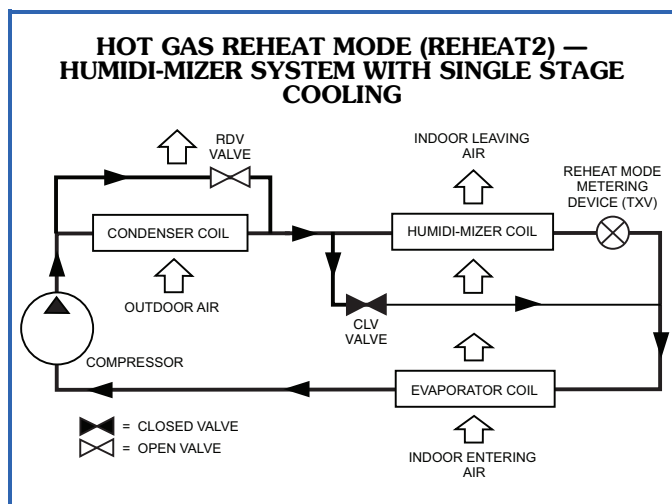 HOT GAS REHEAT MODE (REHEAT2) —
HUMIDI-MIZER SYSTEM WITH SINGLE STAGE
COOLING
RDV
VALVE
INDOOR LEAVING
AIR
REHEAT MODE
METERING
DEVICE (TXV)
CONDENSER COIL
HUMIDI-MIZER COIL
OUTDOOR AIR
CLV
VALVE
COMPRESSOR
EVAPORATOR COIL
= CLOSED VALVE
= OPEN VALVE
INDOOR ENTERING
AIR